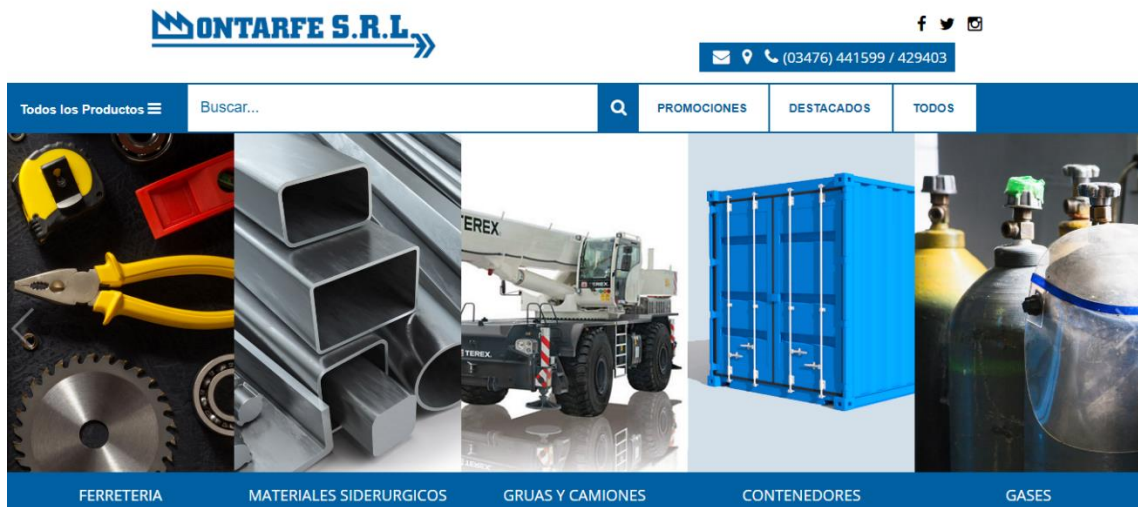 MONTARFE S.R.L
(03476) 441599 / 429403
Todos los Productos
Buscar...
PROMOCIONES
DESTACADOS
TODOS
TEREX
TEREX.
FERRETERIA
MATERIALES SIDERURGICOS
GRUAS Y CAMIONES
CONTENEDORES
GASES